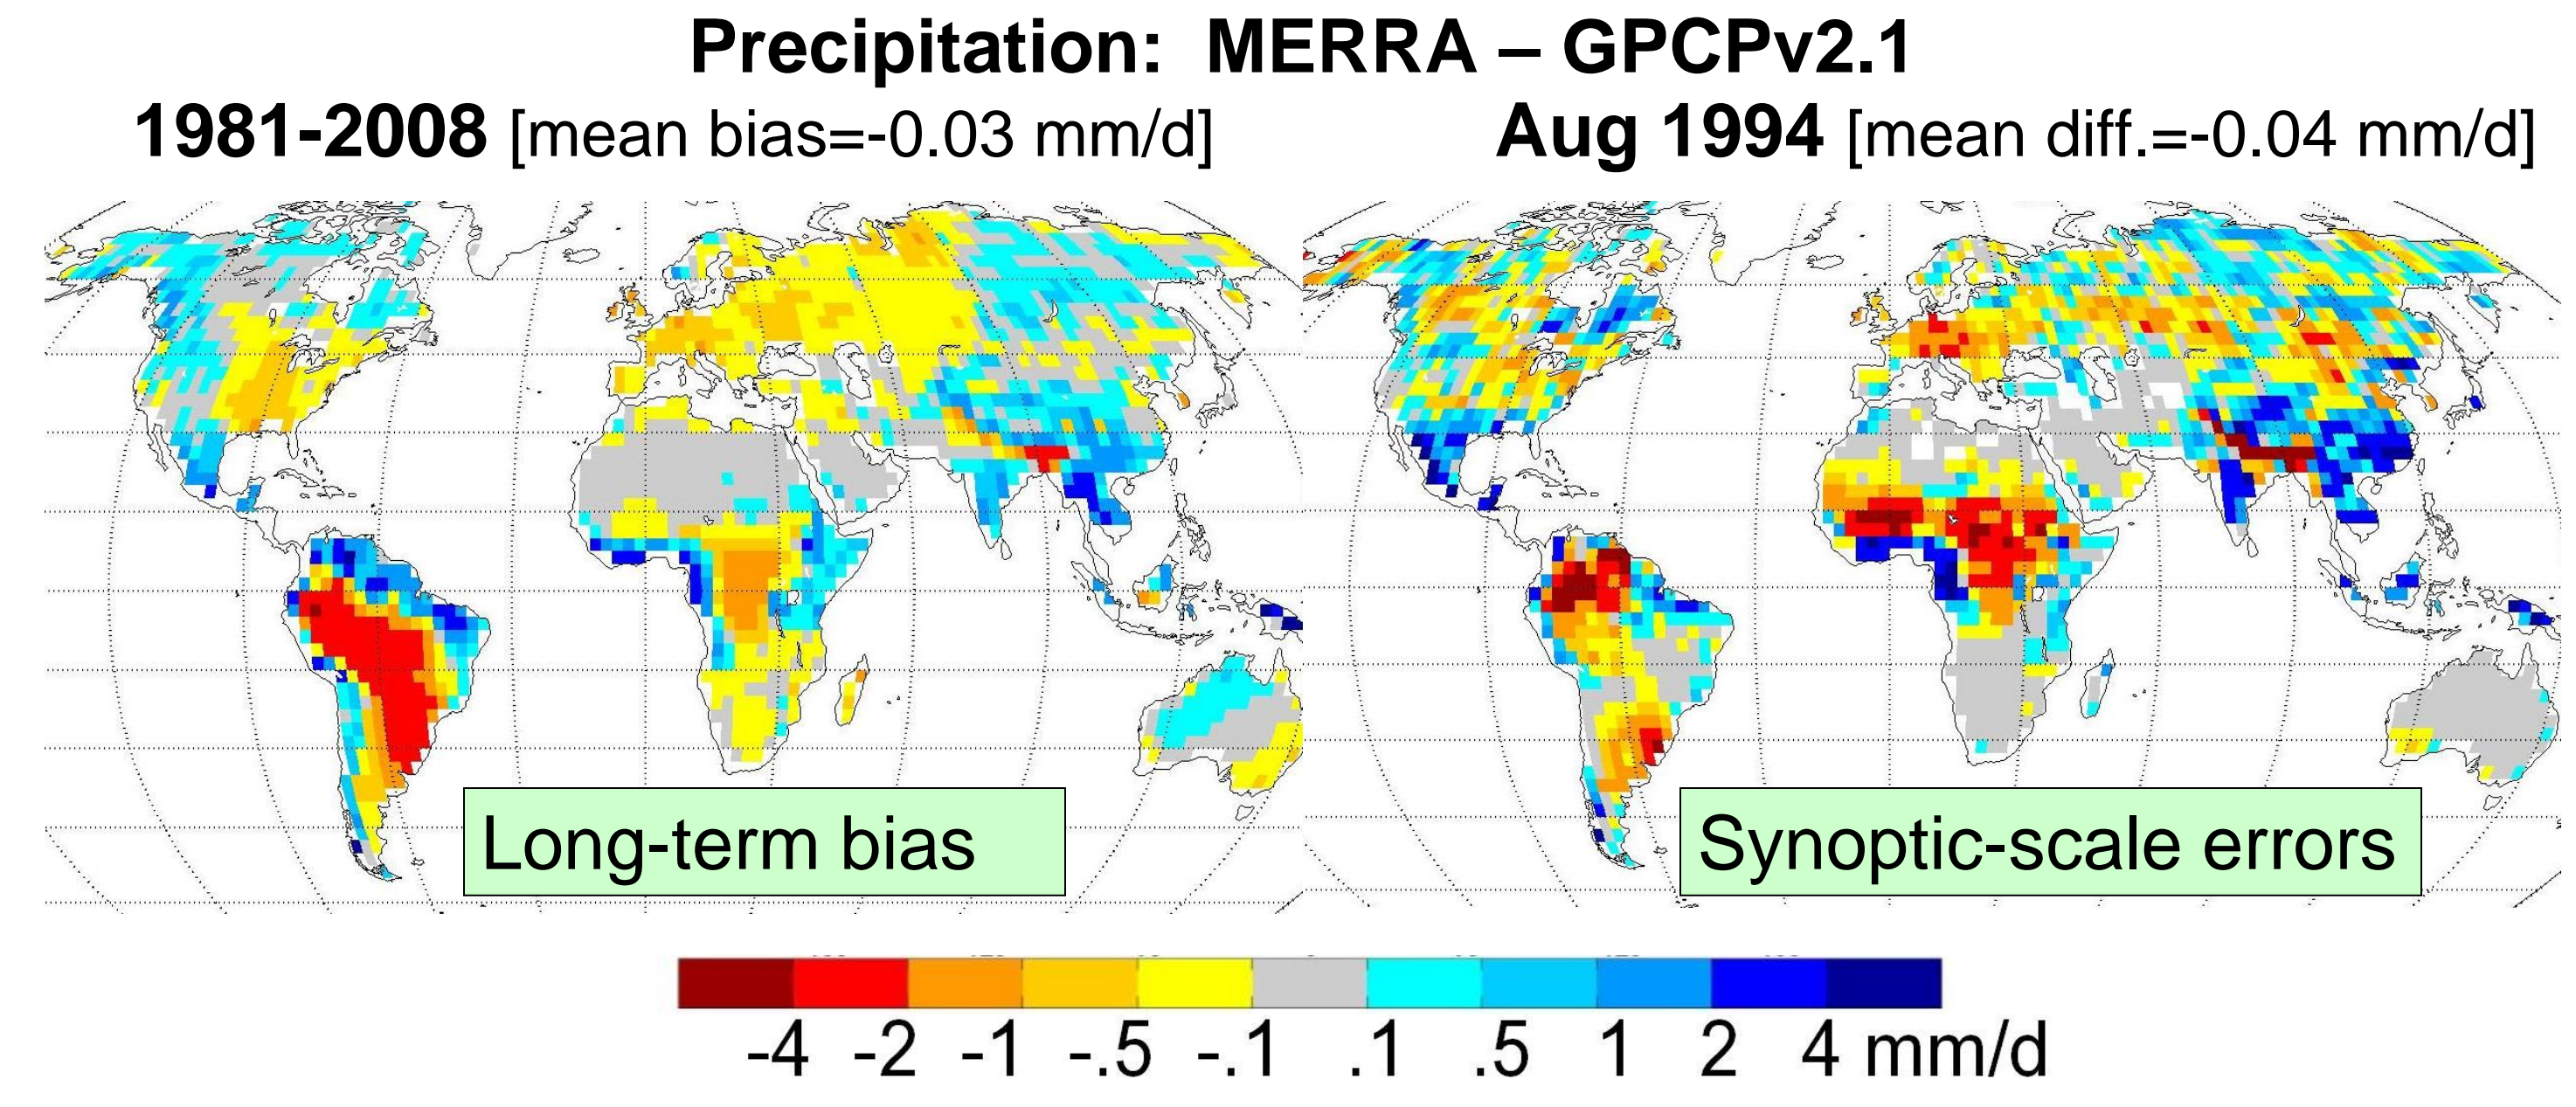 Precipitation: MERRA – GPCPv2.1
1981-2008 [mean bias=-0.03 mm/d]
Aug 1994 [mean diff.=-0.04 mm/d]
Long-term bias
Synoptic-scale errors
-4 -2 -1 -.5 -.1 .1 .5 1 2 4 mm/d